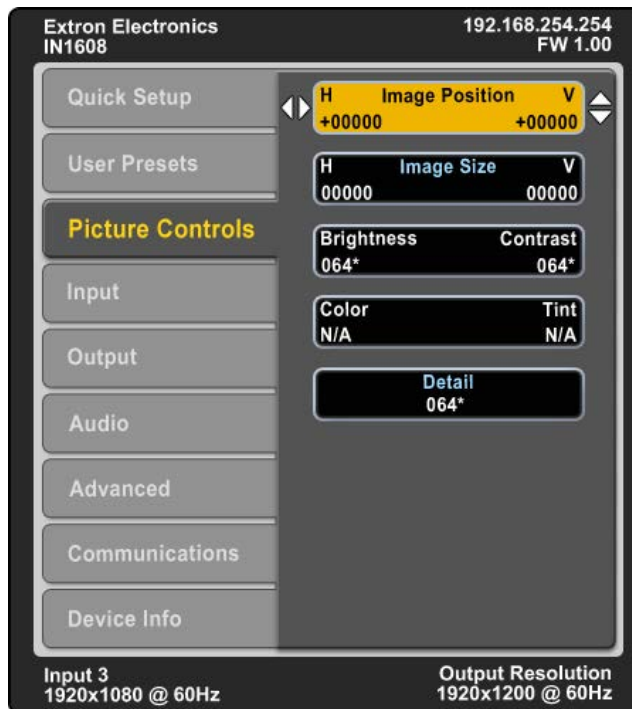 Extron Electronics
IN1608
192.168.254.254
FW 1.00
Quick Setup
User Presets
Picture Controls
Input
Output
Audio
Advanced
Communications
Device Info
H Image Position V
+00000 +00000
H Image Size V
00000 00000
Brightness Contrast
064* 064*
Color Tint
N/A N/A
Detail
064*
Input 3
1920x1080 @ 60Hz
Output Resolution
1920x1200 @ 60Hz